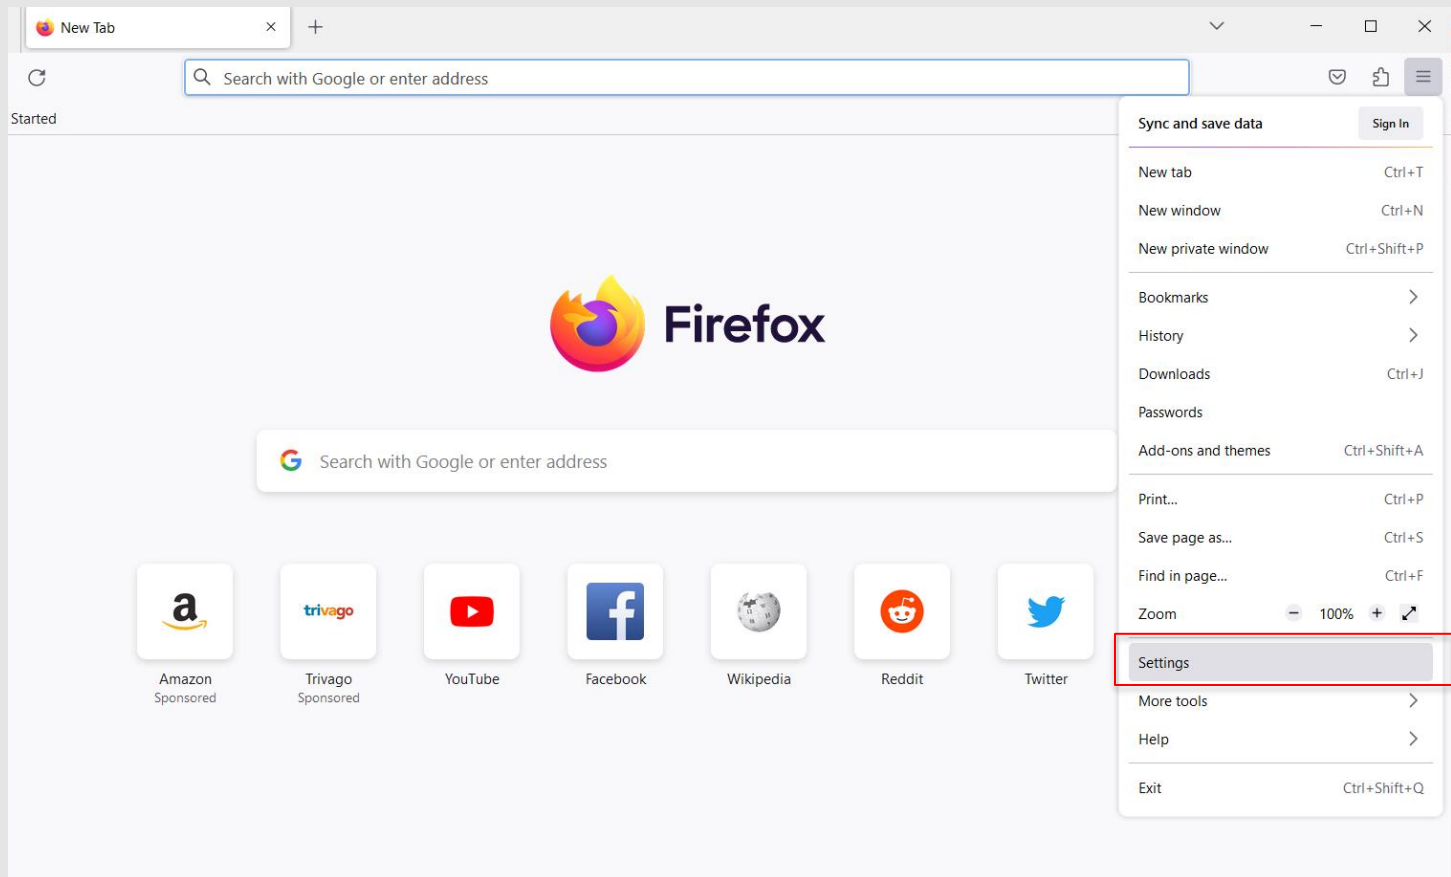 New Tab
Search with Google or enter address
Started
Sync and save data Sign In
New tab Ctrl+T
New window Ctrl+N
New private window Ctrl+Shift+P
Bookmarks
History
Downloads Ctrl+J
Passwords
Add-ons and themes Ctrl+Shift+A
Print... Ctrl+P
Save page as... Ctrl+S
Find in page... Ctrl+F
Zoom − 100% +
Settings
More tools
Help
Exit Ctrl+Shift+Q
Firefox
Search with Google or enter address
a trivago f
Amazon Trivago YouTube Facebook Wikipedia Reddit Twitter
Sponsored Sponsored